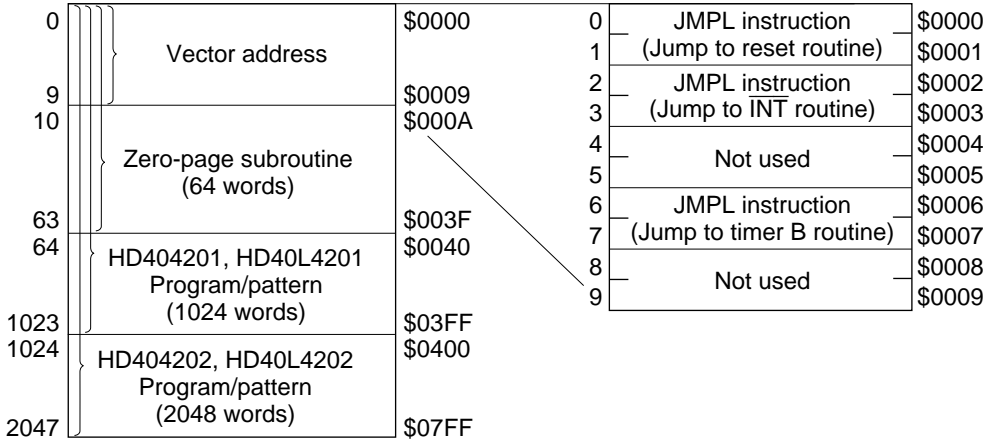 0
$0000
Vector address
9
$0009
10
$000A
Zero-page subroutine
(64 words)
63
$003F
64
$0040
HD404201, HD40L4201
Program/pattern
(1024 words)
1023
$03FF
1024
$0400
HD404202, HD40L4202
Program/pattern
(2048 words)
2047
$07FF
0
JMPL instruction
$0000
1
(Jump to reset routine)
$0001
2
JMPL instruction
$0002
3
(Jump to INT routine)
$0003
4
$0004
Not used
5
$0005
6
JMPL instruction
$0006
7
(Jump to timer B routine)
$0007
8
$0008
Not used
9
$0009